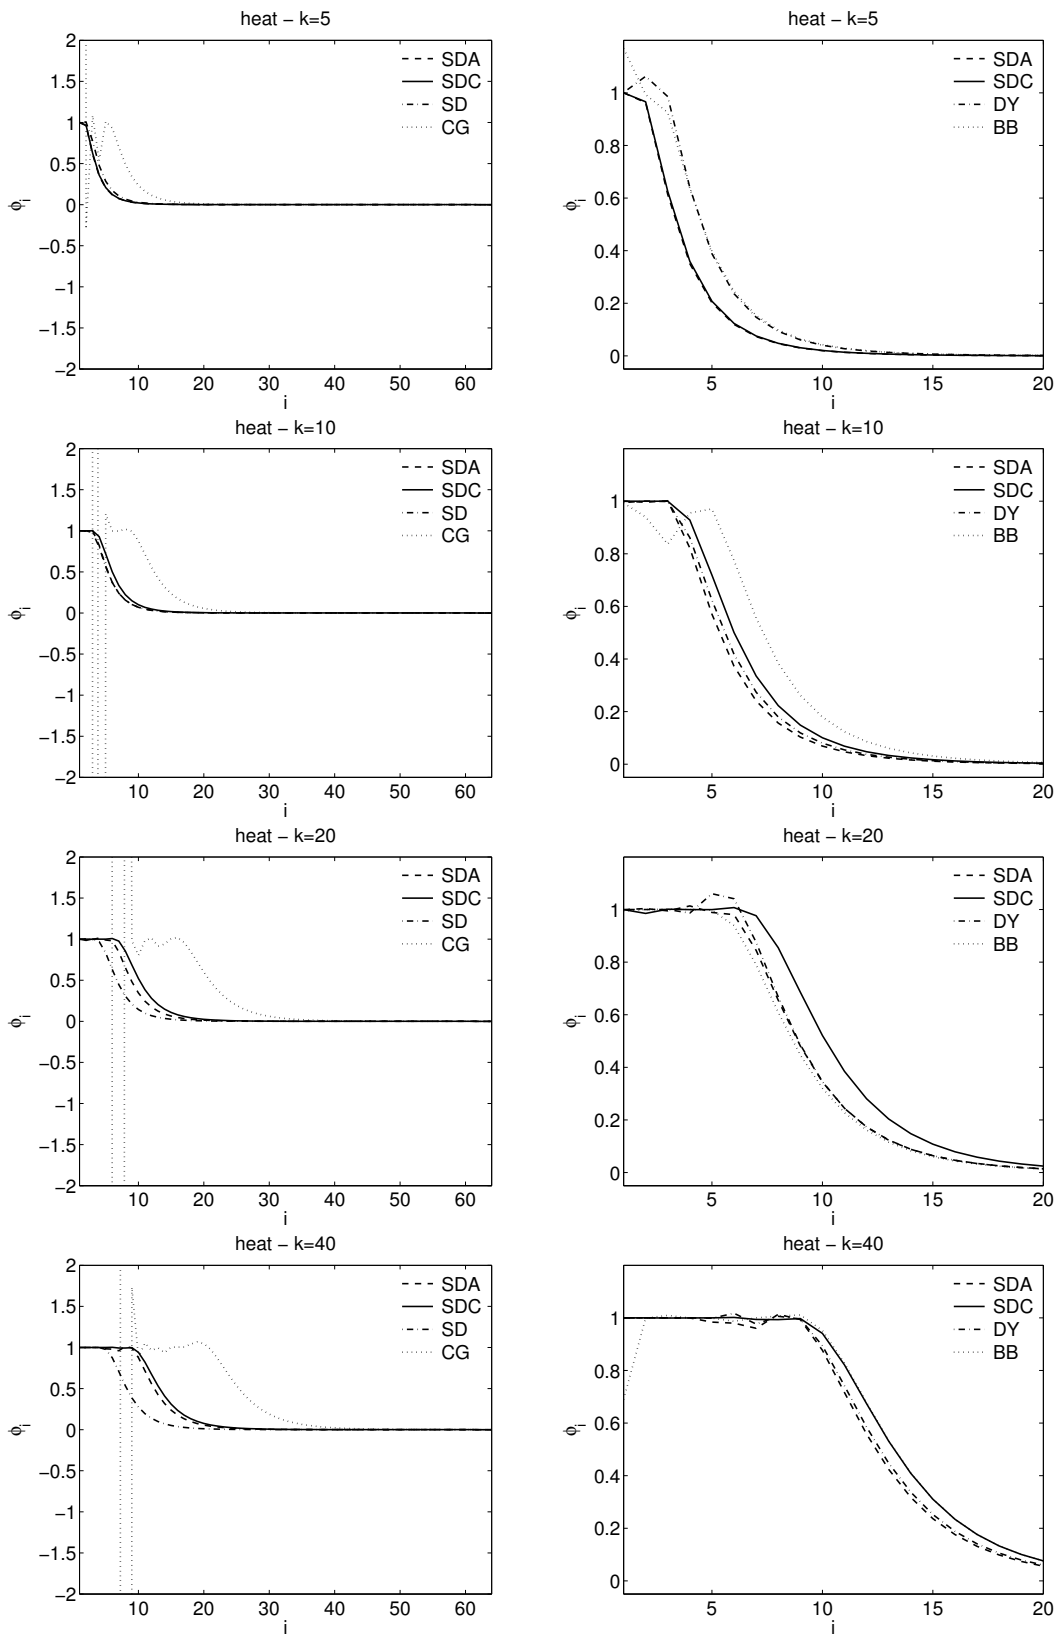 heat – k=5
2
1.5
1
0.5
0
−0.5
−1
−1.5
−2
ϕi
10 20 30 40 50 60
i
SDA
SDC
SD
CG
heat – k=5
1
0.8
0.6
0.4
0.2
0
ϕi
5 10 15 20
i
SDA
SDC
DY
BB
heat – k=10
2
1.5
1
0.5
0
−0.5
−1
−1.5
−2
ϕi
10 20 30 40 50 60
i
SDA
SDC
SD
CG
heat – k=10
1
0.8
0.6
0.4
0.2
0
ϕi
5 10 15 20
i
SDA
SDC
DY
BB
heat – k=20
2
1.5
1
0.5
0
−0.5
−1
−1.5
−2
ϕi
10 20 30 40 50 60
i
SDA
SDC
SD
CG
heat – k=20
1
0.8
0.6
0.4
0.2
0
ϕi
5 10 15 20
i
SDA
SDC
DY
BB
heat – k=40
2
1.5
1
0.5
0
−0.5
−1
−1.5
−2
ϕi
10 20 30 40 50 60
i
SDA
SDC
SD
CG
heat – k=40
1
0.8
0.6
0.4
0.2
0
ϕi
5 10 15 20
i
SDA
SDC
DY
BB